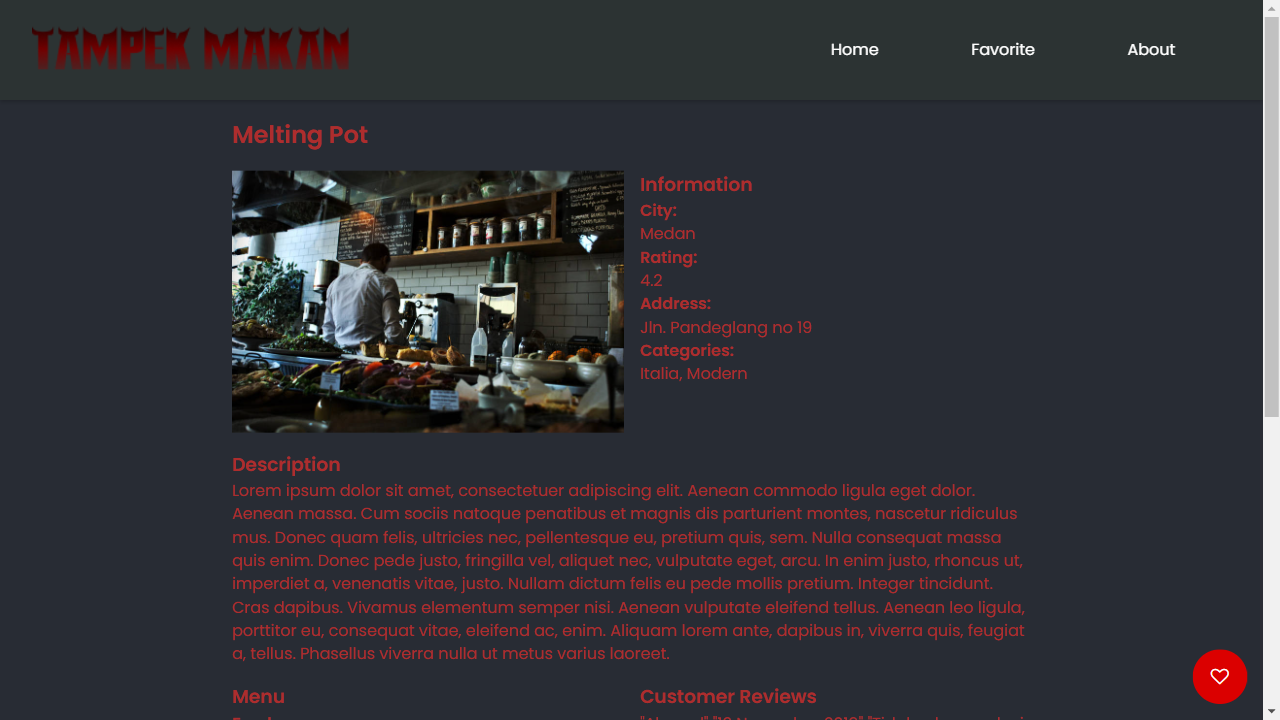 TAMPEK MAKAN
Home
Favorite
About
Melting Pot
Information
City:
Medan
Rating:
4.2
Address:
Jln. Pandeglang no 19
Categories:
Italia, Modern
Description
Lorem ipsum dolor sit amet, consectetuer adipiscing elit. Aenean commodo ligula eget dolor.
Aenean massa. Cum sociis natoque penatibus et magnis dis parturient montes, nascetur ridiculus
mus. Donec quam felis, ultricies nec, pellentesque eu, pretium quis, sem. Nulla consequat massa
quis enim. Donec pede justo, fringilla vel, aliquet nec, vulputate eget, arcu. In enim justo, rhoncus ut,
imperdiet a, venenatis vitae, justo. Nullam dictum felis eu pede mollis pretium. Integer tincidunt.
Cras dapibus. Vivamus elementum semper nisi. Aenean vulputate eleifend tellus. Aenean leo ligula,
porttitor eu, consequat vitae, eleifend ac, enim. Aliquam lorem ante, dapibus in, viverra quis, feugiat
a, tellus. Phasellus viverra nulla ut metus varius laoreet.
Menu
Customer Reviews